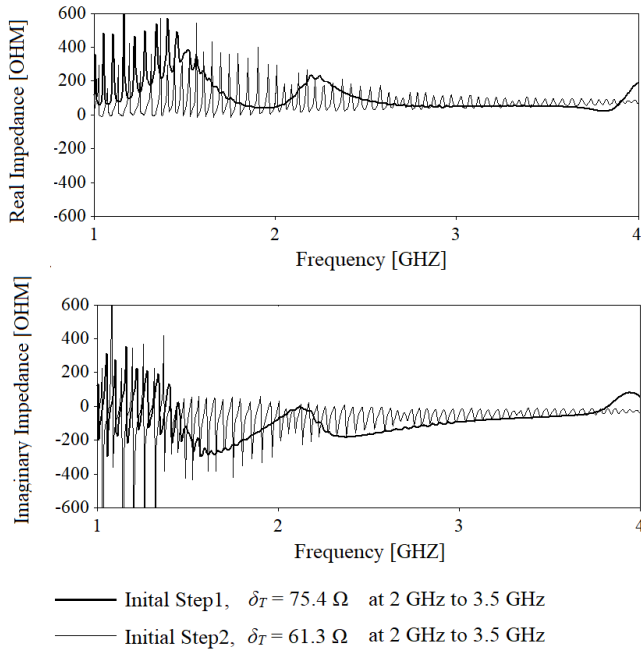 600
400
200
0
-200
-400
-600
Real Impedance [OHM]
1 2 3 4
Frequency [GHZ]
600
400
200
0
-200
-400
-600
Imaginary Impedance [OHM]
1 2 3 4
Frequency [GHZ]
Inital Step1, δT = 75.4 Ω at 2 GHz to 3.5 GHz
Initial Step2, δT = 61.3 Ω at 2 GHz to 3.5 GHz